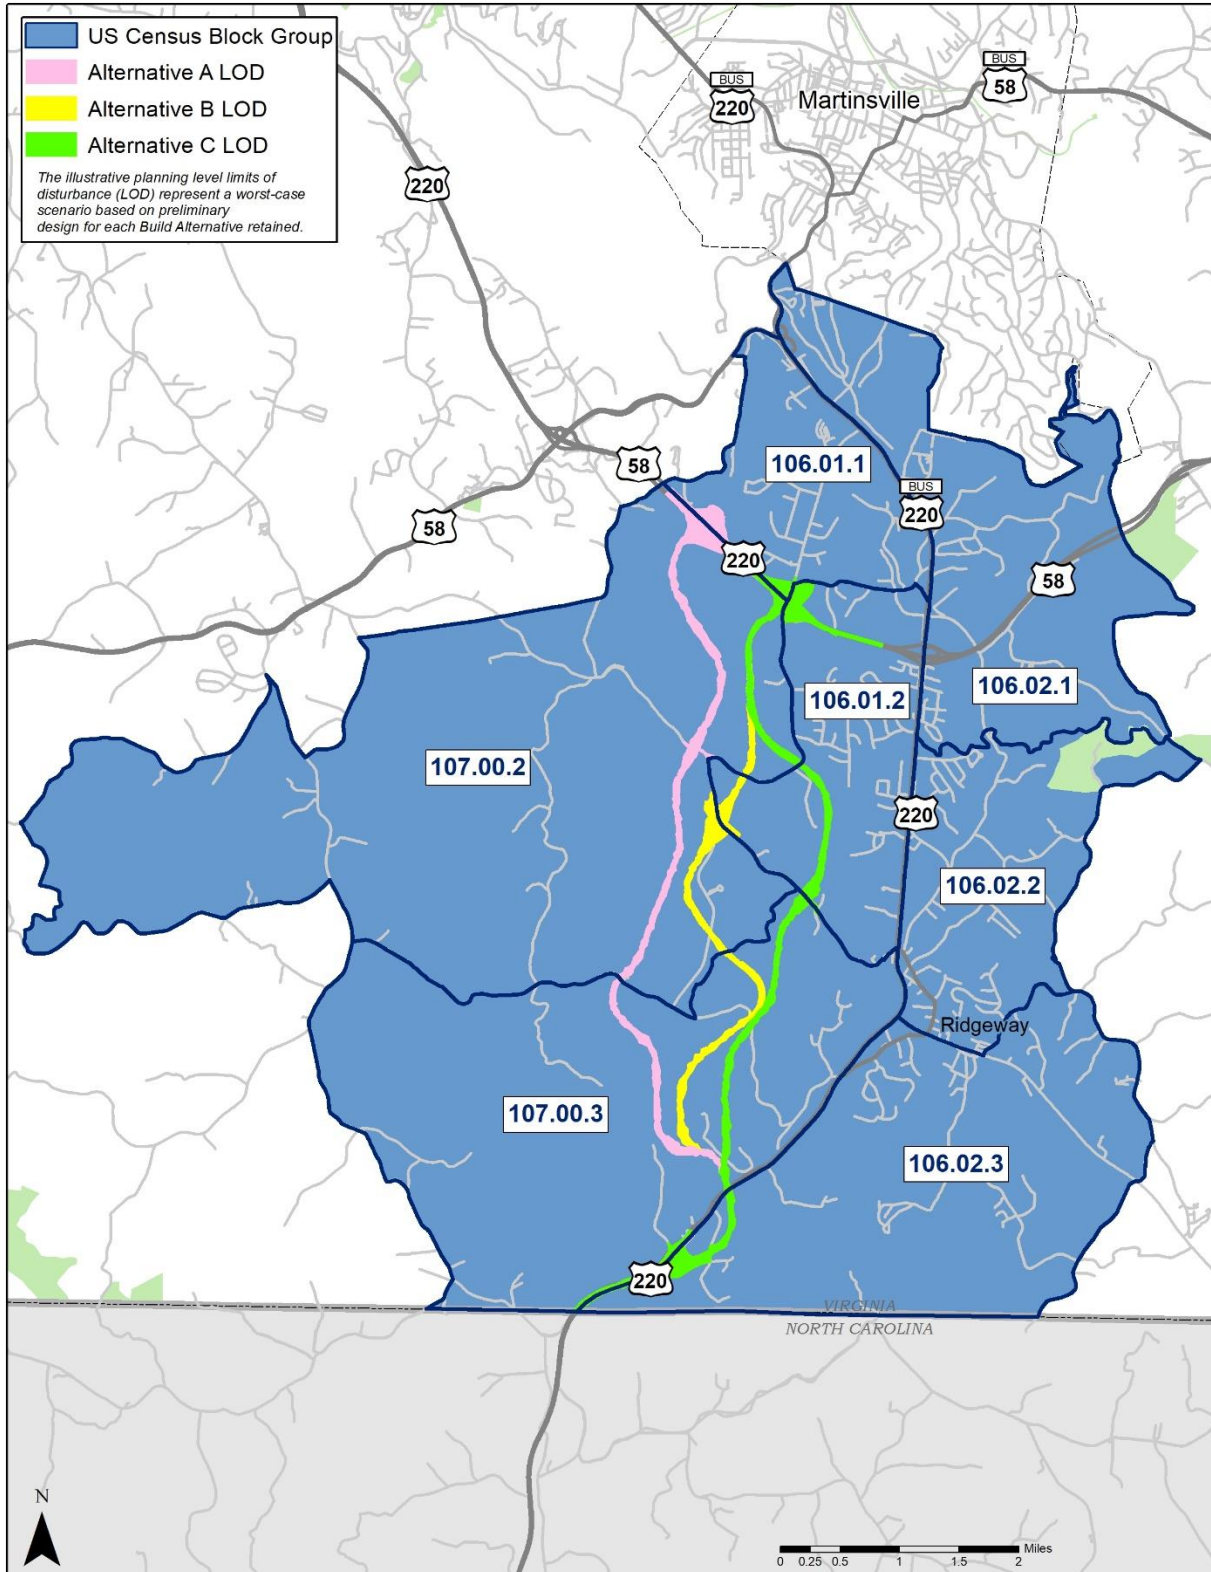 US Census Block Group
Alternative A LOD
Alternative B LOD
Alternative C LOD
The illustrative planning level limits of
disturbance (LOD) represent a worst-case
scenario based on preliminary
design for each Build Alternative retained.
BUS
220
Martinsville
BUS
58
220
58
58
106.01.1
BUS
220
220
58
106.01.2
106.02.1
107.00.2
220
106.02.2
Ridgeway
107.00.3
106.02.3
220
VIRGINIA
NORTH CAROLINA
N
Miles
0 0.25 0.5 1 1.5 2